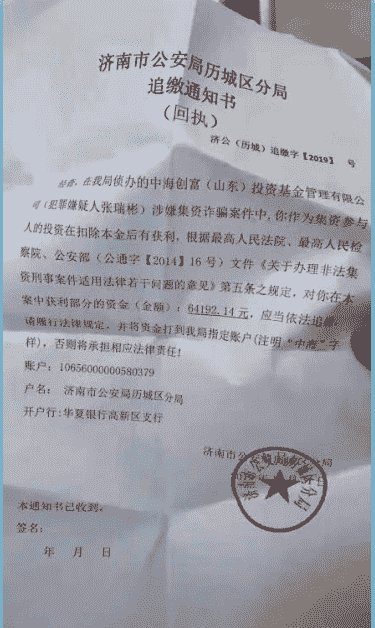 济南市公安局历城区分局
追缴通知书
(回执)
济公(历城)追缴字【2019】 号
经查,在我局侦办的中海创富(山东)投资基金管理有限公
司(犯罪嫌疑人张瑞彬)涉嫌集资诈骗案件中,你作为集资参与
人的投资在扣除本金后有获利,根据最高人民法院、最高人民检
察院、公安部(公通字【2014】16号)文件《关于办理非法集
资刑事案件适用法律若干问题的意见》第五条之规定,对你在本
案中获利部分的资金(金额):64192.14元,应当依法追缴。
请履行法律规定,并将资金打到我局指定账户(注明“中海”字
样),否则将承担相应法律责任!
账户:10656000000580379
户名: 济南市公安局历城区分局
开户行:华夏银行高新区支行
济南市公 局
本通知书已收到。
签名:
年 月 日